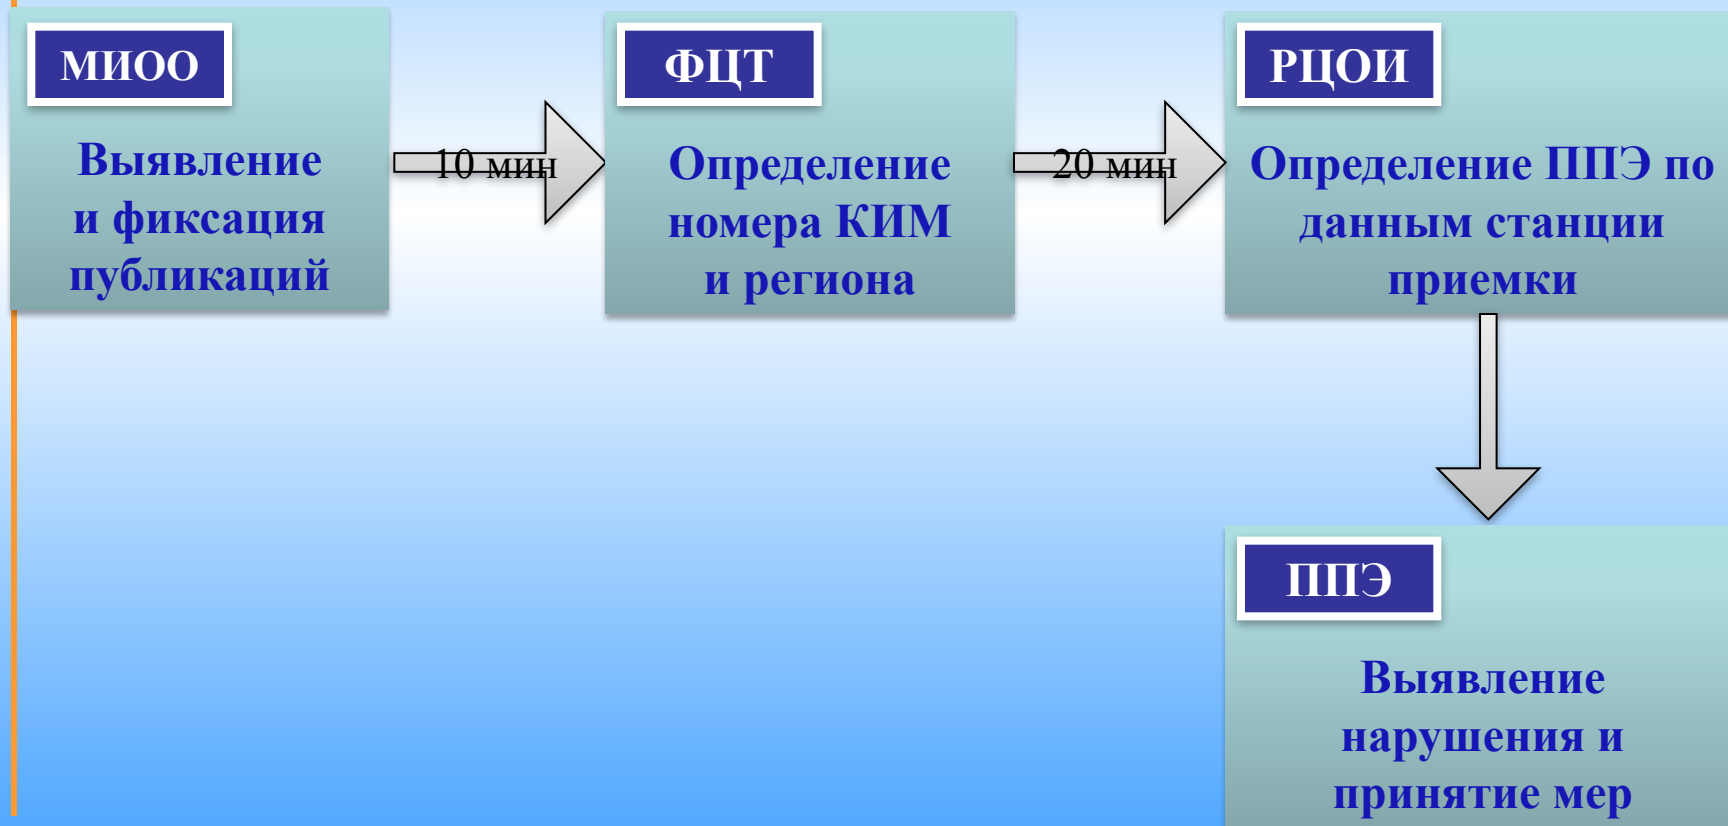 МИОО
Выявление
и фиксация
публикаций
10 мин
ФЦТ
Определение
номера КИМ
и региона
20 мин
РЦОИ
Определение ППЭ по
данным станции
приемки
ППЭ
Выявление
нарушения и
принятие мер